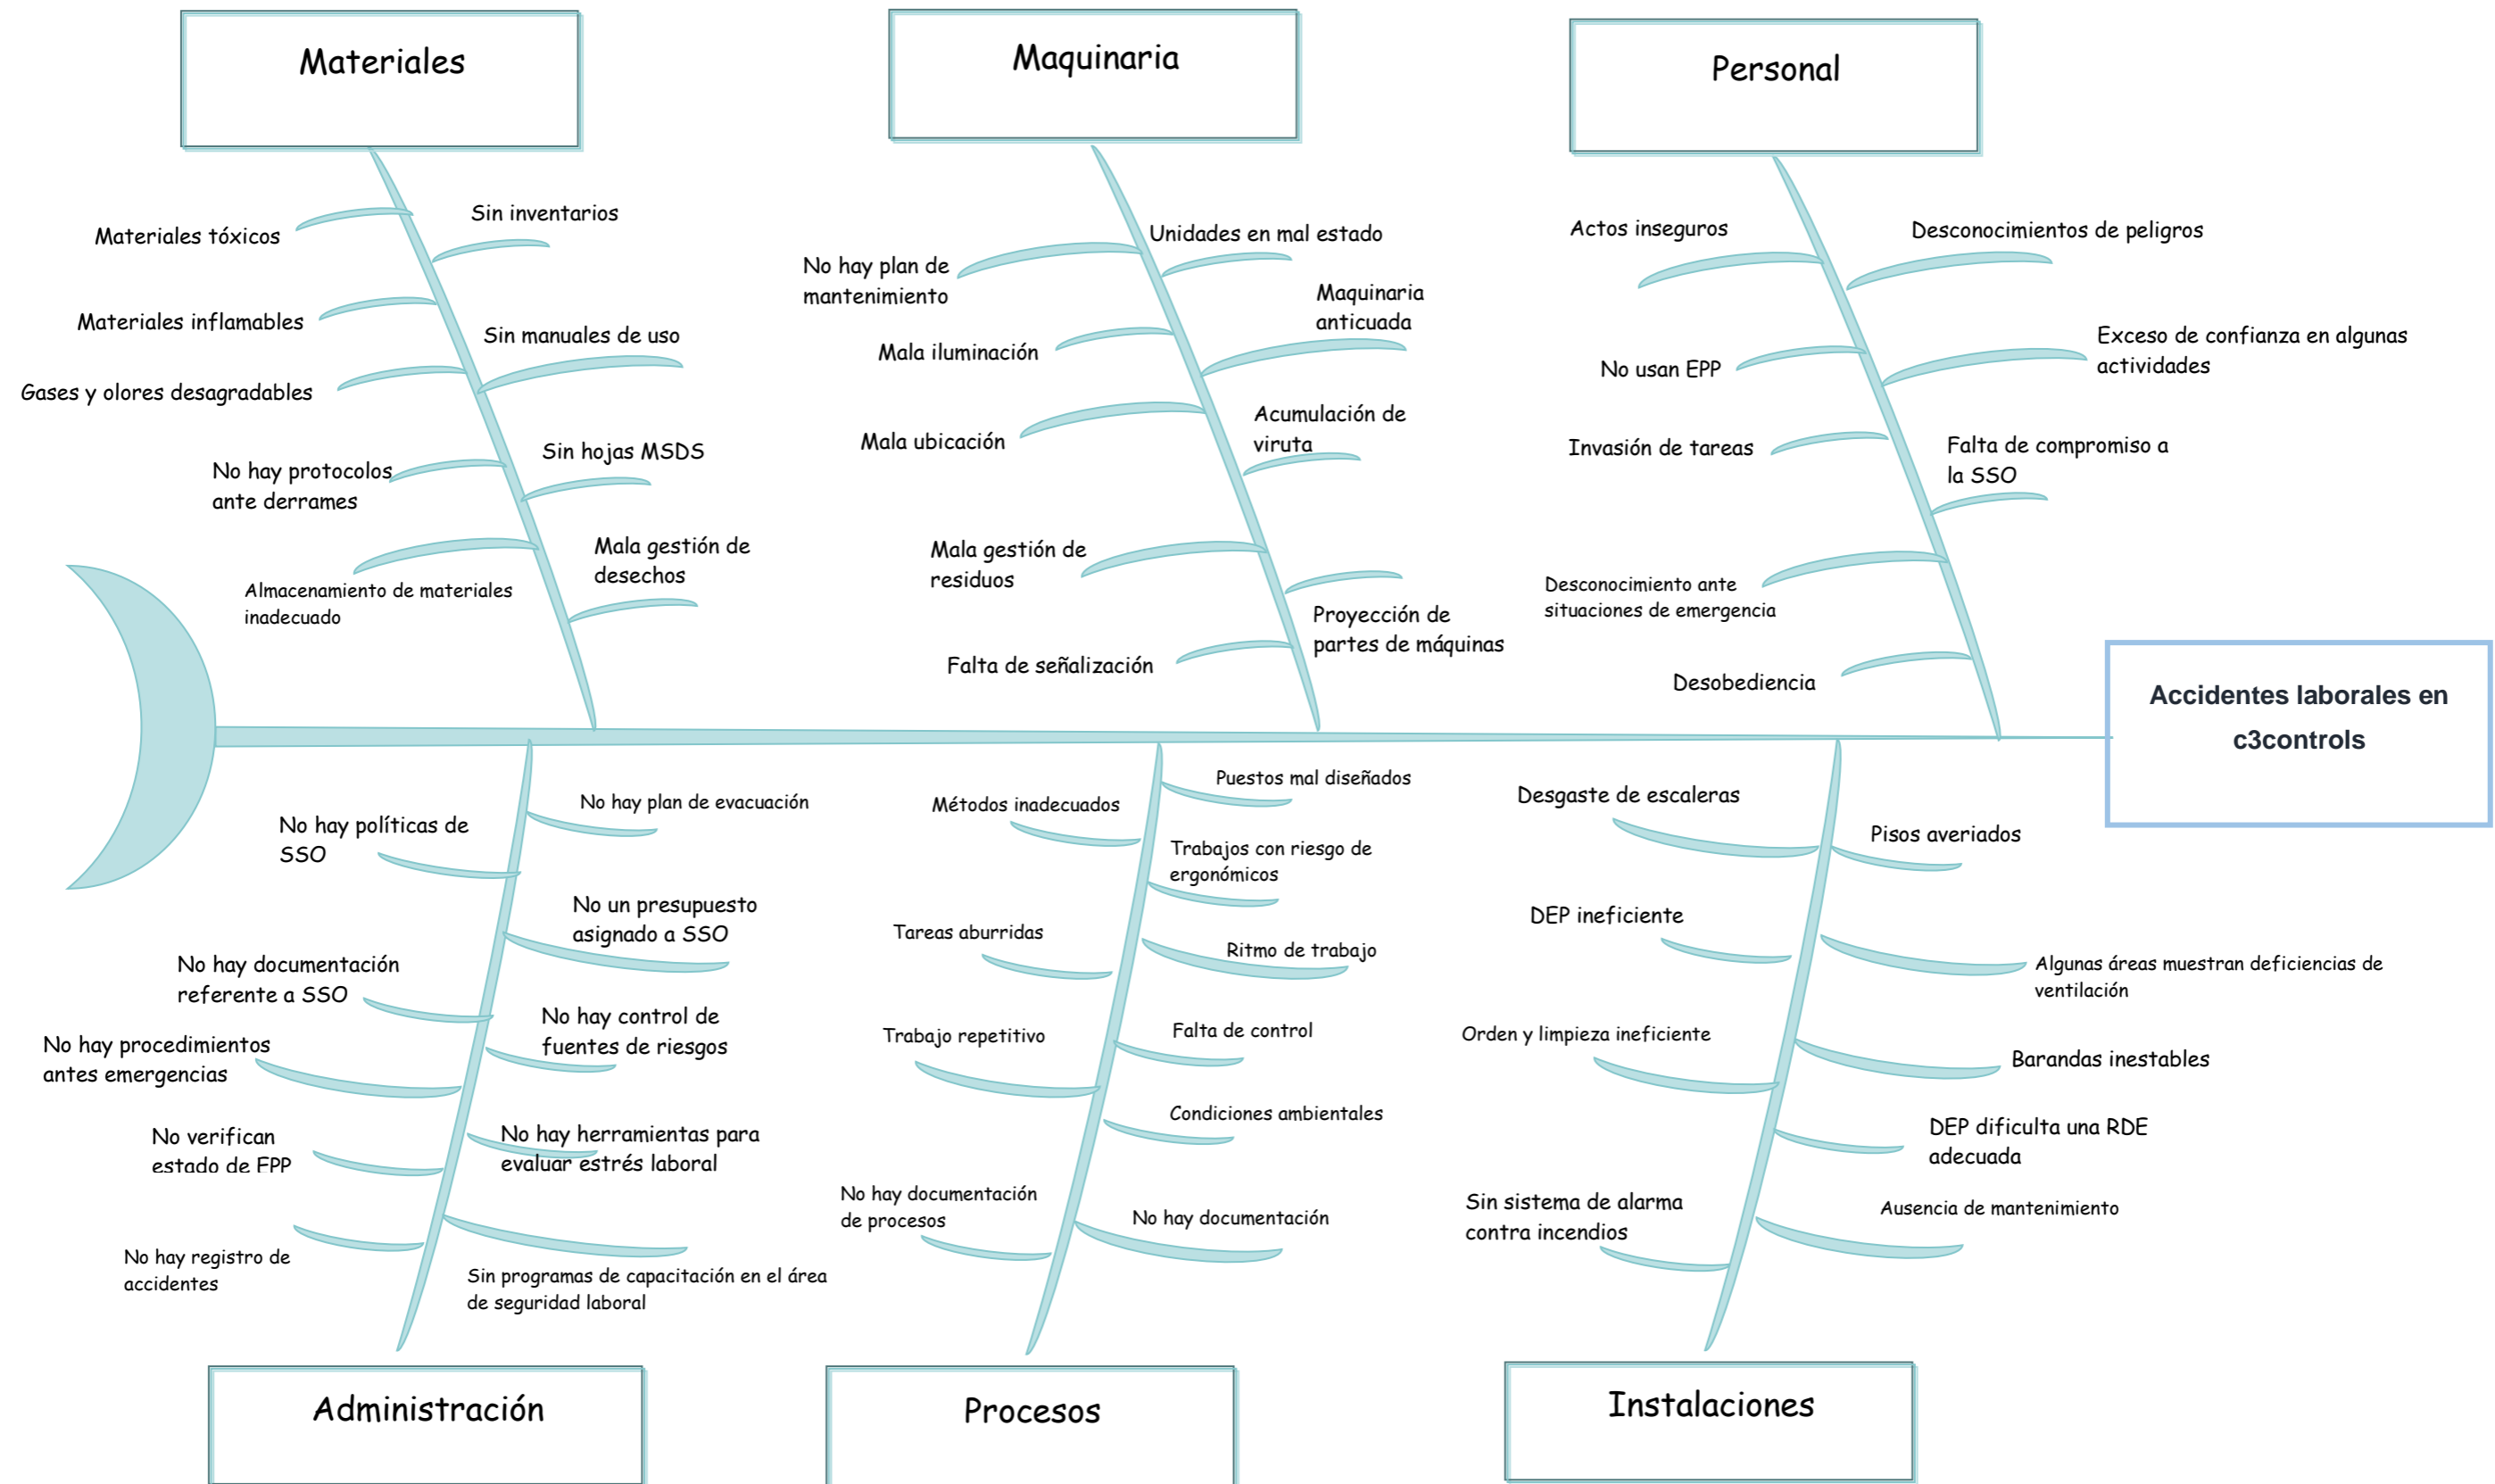 Materiales
Maquinaria
Personal
Materiales tóxicos
Sin inventarios
Materiales inflamables
Sin manuales de uso
Gases y olores desagradables
Sin hojas MSDS
No hay protocolos
ante derrames
Mala gestión de
desechos
Almacenamiento de materiales
inadecuado
Unidades en mal estado
No hay plan de
mantenimiento
Maquinaria
anticuada
Mala iluminación
Acumulación de
viruta
Mala ubicación
Mala gestión de
residuos
Proyección de
partes de máquinas
Falta de señalización
Actos inseguros
Desconocimientos de peligros
Exceso de confianza en algunas
actividades
No usan EPP
Invasión de tareas
Falta de compromiso a
la SSO
Desconocimiento ante
situaciones de emergencia
Desobediencia
Accidentes laborales en
c3controls
No hay plan de evacuación
No hay políticas de
SSO
No un presupuesto
asignado a SSO
No hay documentación
referente a SSO
No hay control de
fuentes de riesgos
No hay procedimientos
antes emergencias
No verifican
estado de EPP
No hay herramientas para
evaluar estrés laboral
No hay registro de
accidentes
Sin programas de capacitación en el área
de seguridad laboral
Puestos mal diseñados
Métodos inadecuados
Trabajos con riesgo de
ergonómicos
Tareas aburridas
Ritmo de trabajo
Trabajo repetitivo
Falta de control
Condiciones ambientales
No hay documentación
de procesos
No hay documentación
Desgaste de escaleras
Pisos averiados
DEP ineficiente
Algunas áreas muestran deficiencias de
ventilación
Orden y limpieza ineficiente
Barandas inestables
DEP dificulta una RDE
adecuada
Sin sistema de alarma
contra incendios
Ausencia de mantenimiento
Administración
Procesos
Instalaciones